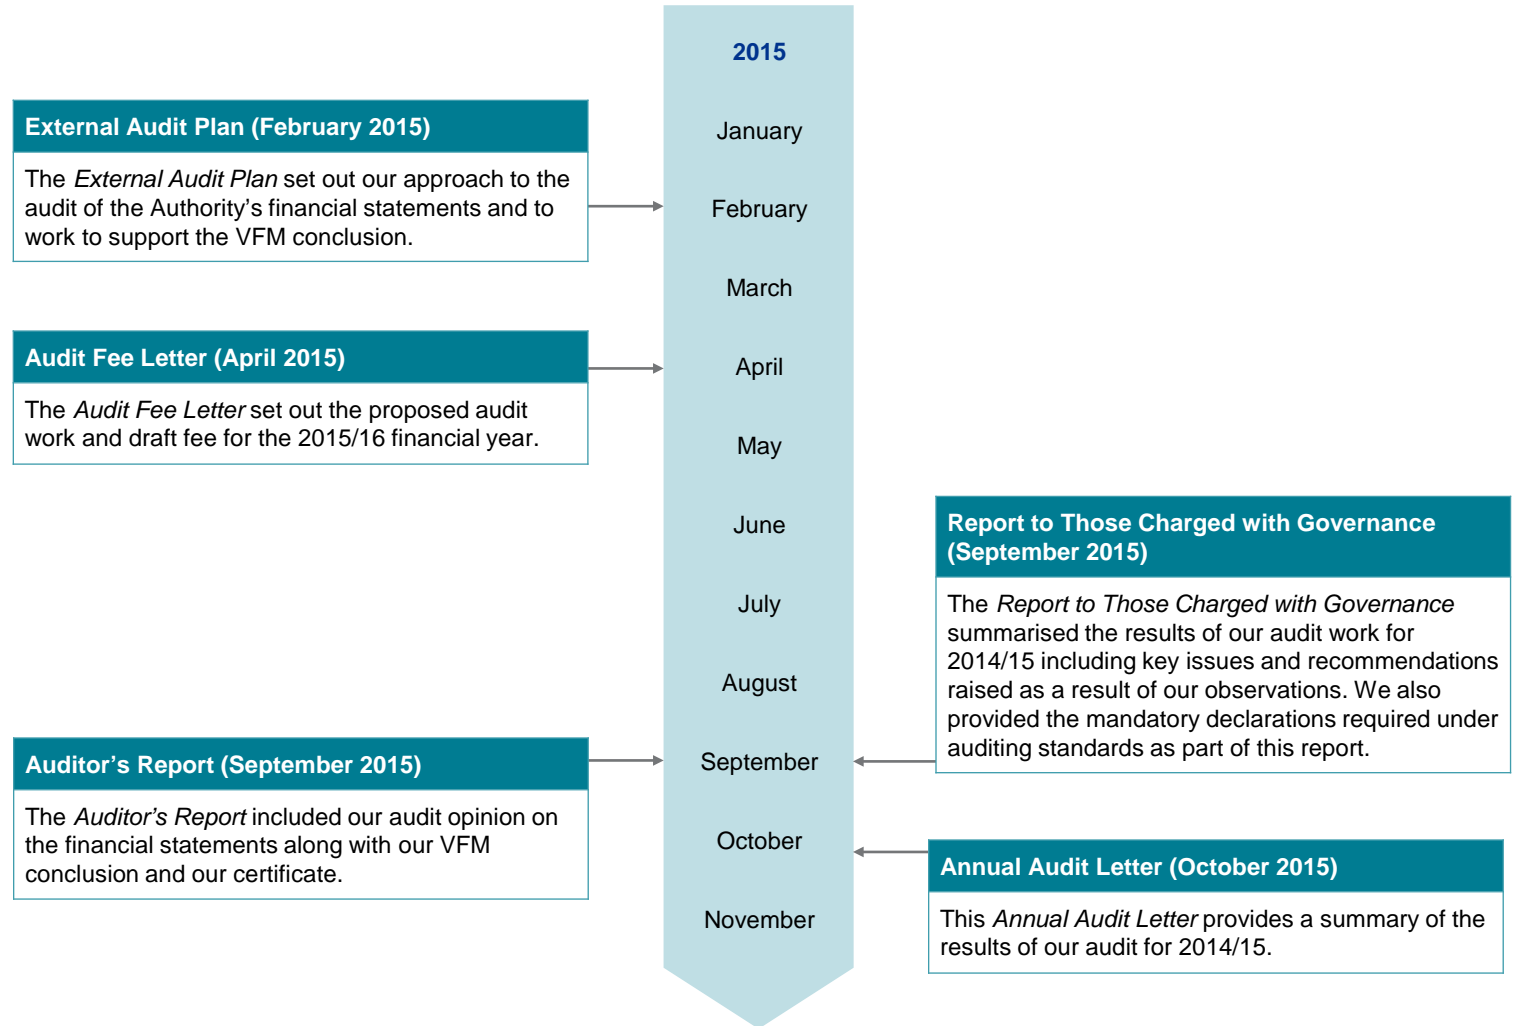 2015
January
February
March
April
May
June
July
August
September
October
November
External Audit Plan (February 2015)
The External Audit Plan set out our approach to the
audit of the Authority’s financial statements and to
work to support the VFM conclusion.
Audit Fee Letter (April 2015)
The Audit Fee Letter set out the proposed audit
work and draft fee for the 2015/16 financial year.
Auditor’s Report (September 2015)
The Auditor’s Report included our audit opinion on
the financial statements along with our VFM
conclusion and our certificate.
Report to Those Charged with Governance
(September 2015)
The Report to Those Charged with Governance
summarised the results of our audit work for
2014/15 including key issues and recommendations
raised as a result of our observations. We also
provided the mandatory declarations required under
auditing standards as part of this report.
Annual Audit Letter (October 2015)
This Annual Audit Letter provides a summary of the
results of our audit for 2014/15.